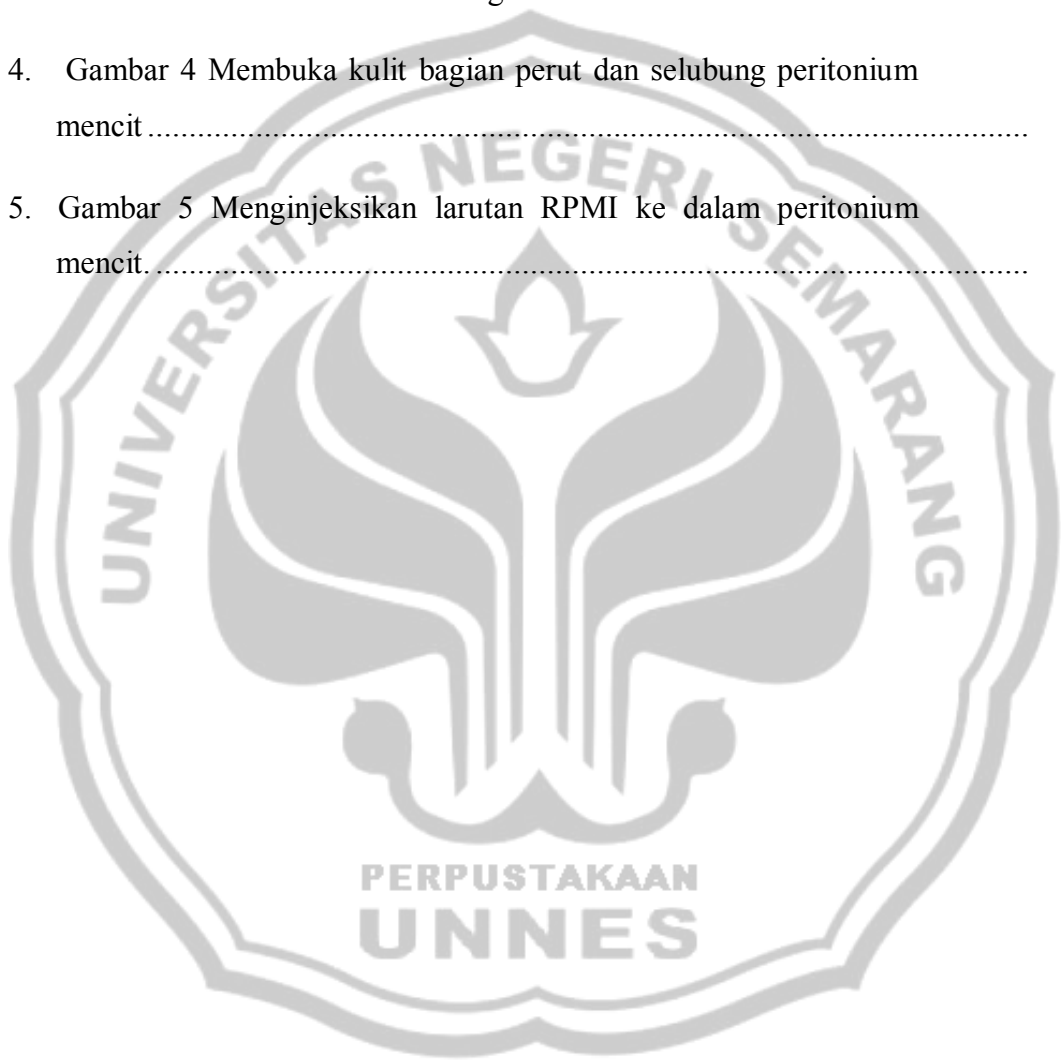 4. Gambar 4 Membuka kulit bagian perut dan selubung peritonium
mencit ........................................................................................................
5. Gambar 5 Menginjeksikan larutan RPMI ke dalam peritonium
mencit. ........................................................................................................
UNIVERSITAS NEGERI SEMARANG
PERPUSTAKAAN
UNNES